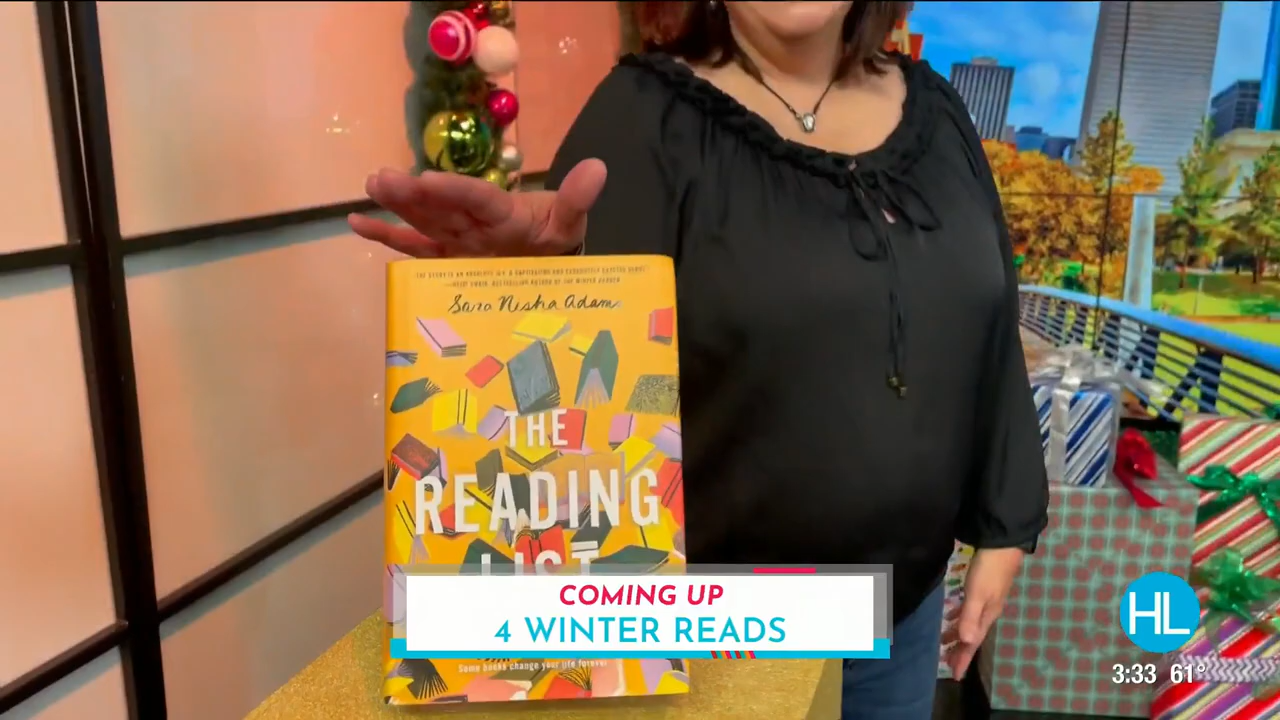 Sara Nisha Adams
THE
READING
LIST
COMING UP
4 WINTER READS
Some books change your life forever
HL
3:33 61°